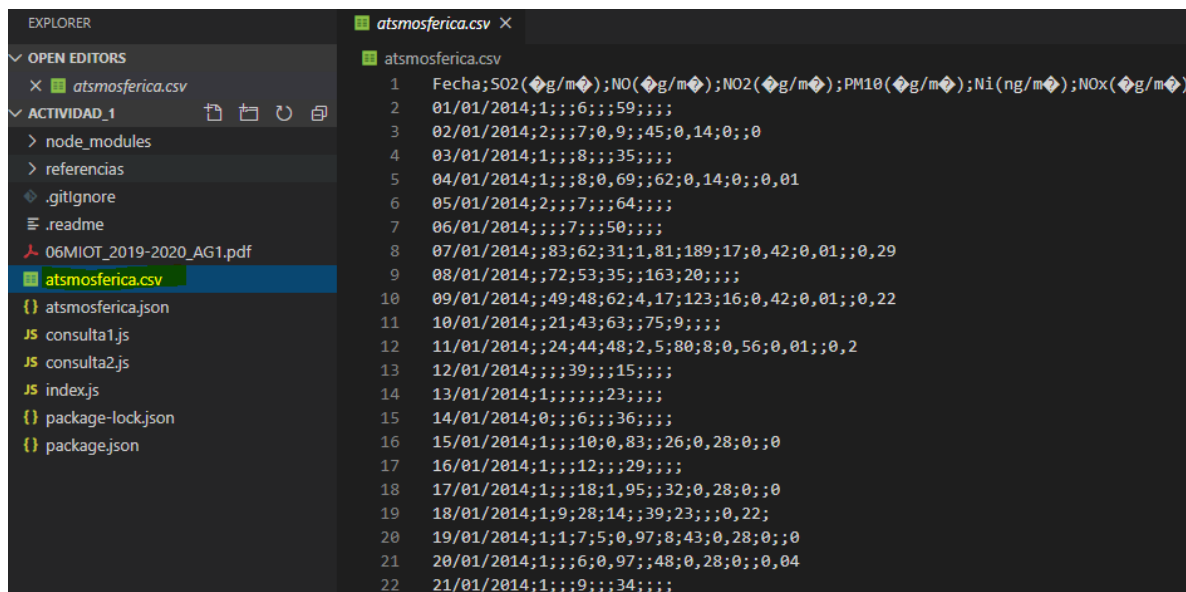 EXPLORER
OPEN EDITORS
atsmosferica.csv
ACTIVIDAD_1
node_modules
referencias
.gitIgnore
.readme
06MIOT_2019-2020_AG1.pdf
atsmosferica.csv
atsmosferica.json
JS consulta1.js
JS consulta2.js
JS index.js
package-lock.json
package.json
atsmosferica.csv
atsmosferica.csv
1 Fecha;SO2(�g/m�);NO(�g/m�);NO2(�g/m�);PM10(�g/m�);Ni(ng/m�);NOx(�g/m�)
2 01/01/2014;1;;;6;;;59;;;;
3 02/01/2014;2;;;7;0,9;;45;0,14;0;;0
4 03/01/2014;1;;;8;;;35;;;;
5 04/01/2014;1;;;8;0,69;;62;0,14;0;;0,01
6 05/01/2014;2;;;7;;;64;;;;
7 06/01/2014;;;;7;;;50;;;;
8 07/01/2014;;83;62;31;1,81;189;17;0,42;0,01;;0,29
9 08/01/2014;;72;53;35;;163;20;;;;
10 09/01/2014;;49;48;62;4,17;123;16;0,42;0,01;;0,22
11 10/01/2014;;21;43;63;;75;9;;;;
12 11/01/2014;;24;44;48;2,5;80;8;0,56;0,01;;0,2
13 12/01/2014;;;;39;;;15;;;;
14 13/01/2014;1;;;;;;23;;;;
15 14/01/2014;0;;;6;;;36;;;;
16 15/01/2014;1;;;10;0,83;;26;0,28;0;;0
17 16/01/2014;1;;;12;;;29;;;;
18 17/01/2014;1;;;18;1,95;;32;0,28;0;;0
19 18/01/2014;1;9;28;14;;39;23;;;0,22;
20 19/01/2014;1;1;7;5;0,97;8;43;0,28;0;;0
21 20/01/2014;1;;;6;0,97;;48;0,28;0;;0,04
22 21/01/2014;1;;;9;;;34;;;;